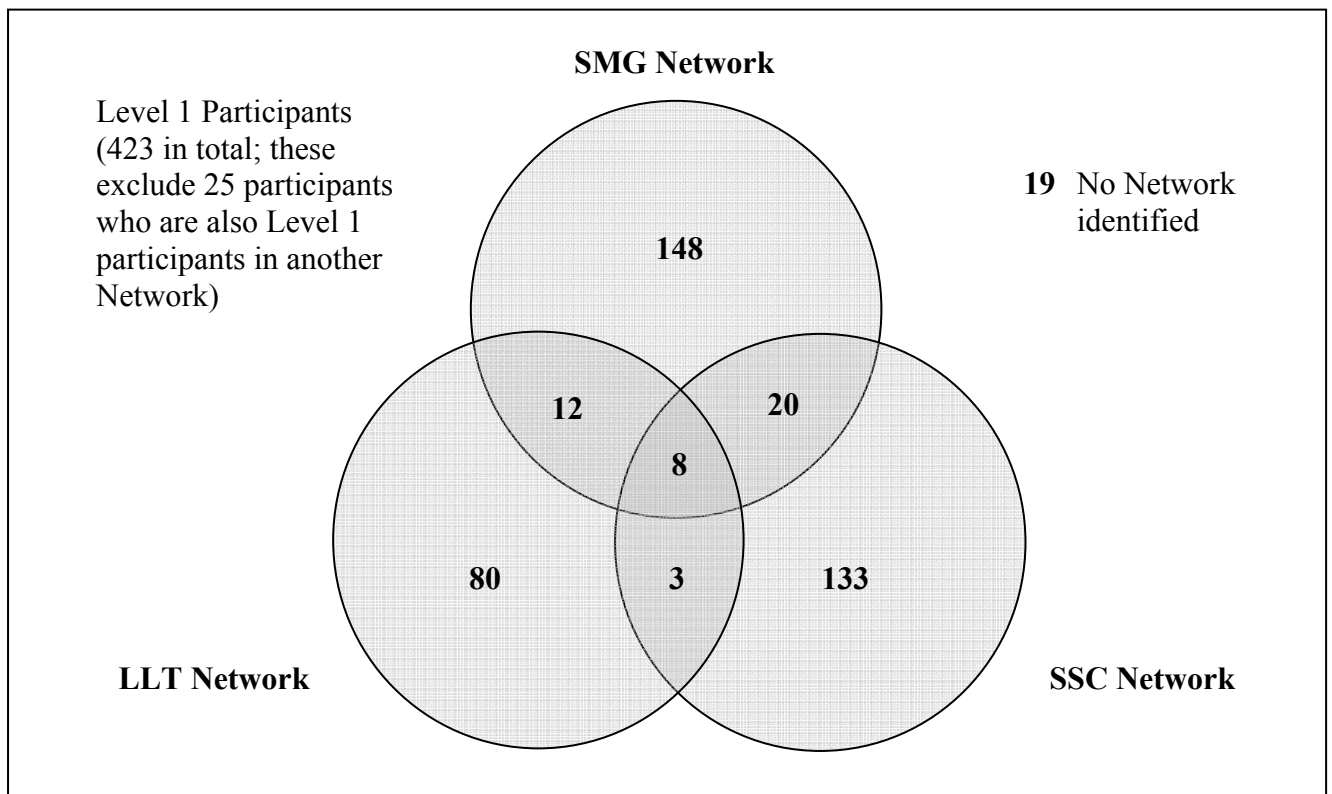 SMG Network
Level 1 Participants
(423 in total; these
exclude 25 participants
who are also Level 1
participants in another
Network)
19 No Network
identified
148
12
20
8
80
3
133
LLT Network
SSC Network